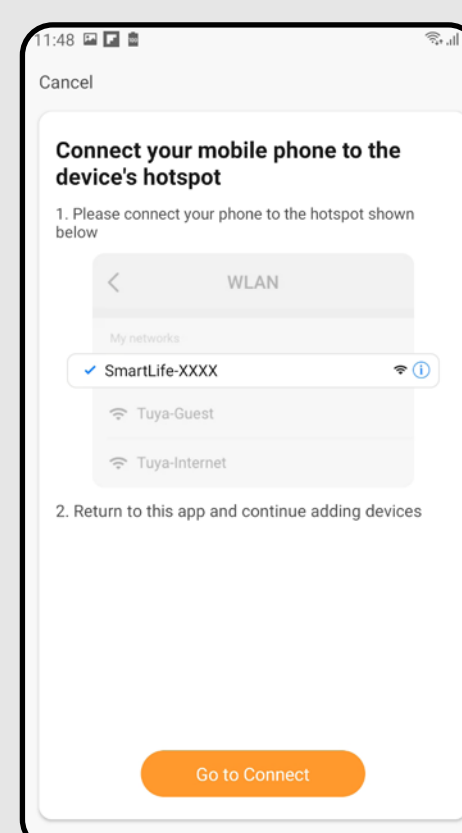 11:48
Cancel
Connect your mobile phone to the
device's hotspot
1. Please connect your phone to the hotspot shown
below
WLAN
My networks
SmartLife-XXXX
Tuya-Guest
Tuya-Internet
2. Return to this app and continue adding devices
Go to Connect